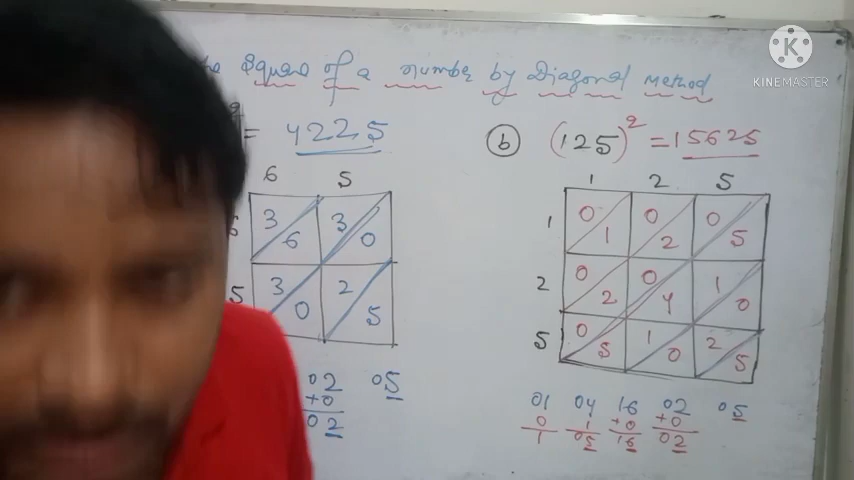 square of a number by Diagonal method
= 4225
6 5
6 3 6 3 0
5 3 0 2 5
02 05
+0
02
(b) (125)² = 15625
1 2 5
1 0 1 0 2 0 5
2 0 2 0 4 1 0
5 0 5 1 0 2 5
01 04 16 02 05
0 1 +0 +0
1 05 16 02
K
KINEMASTER